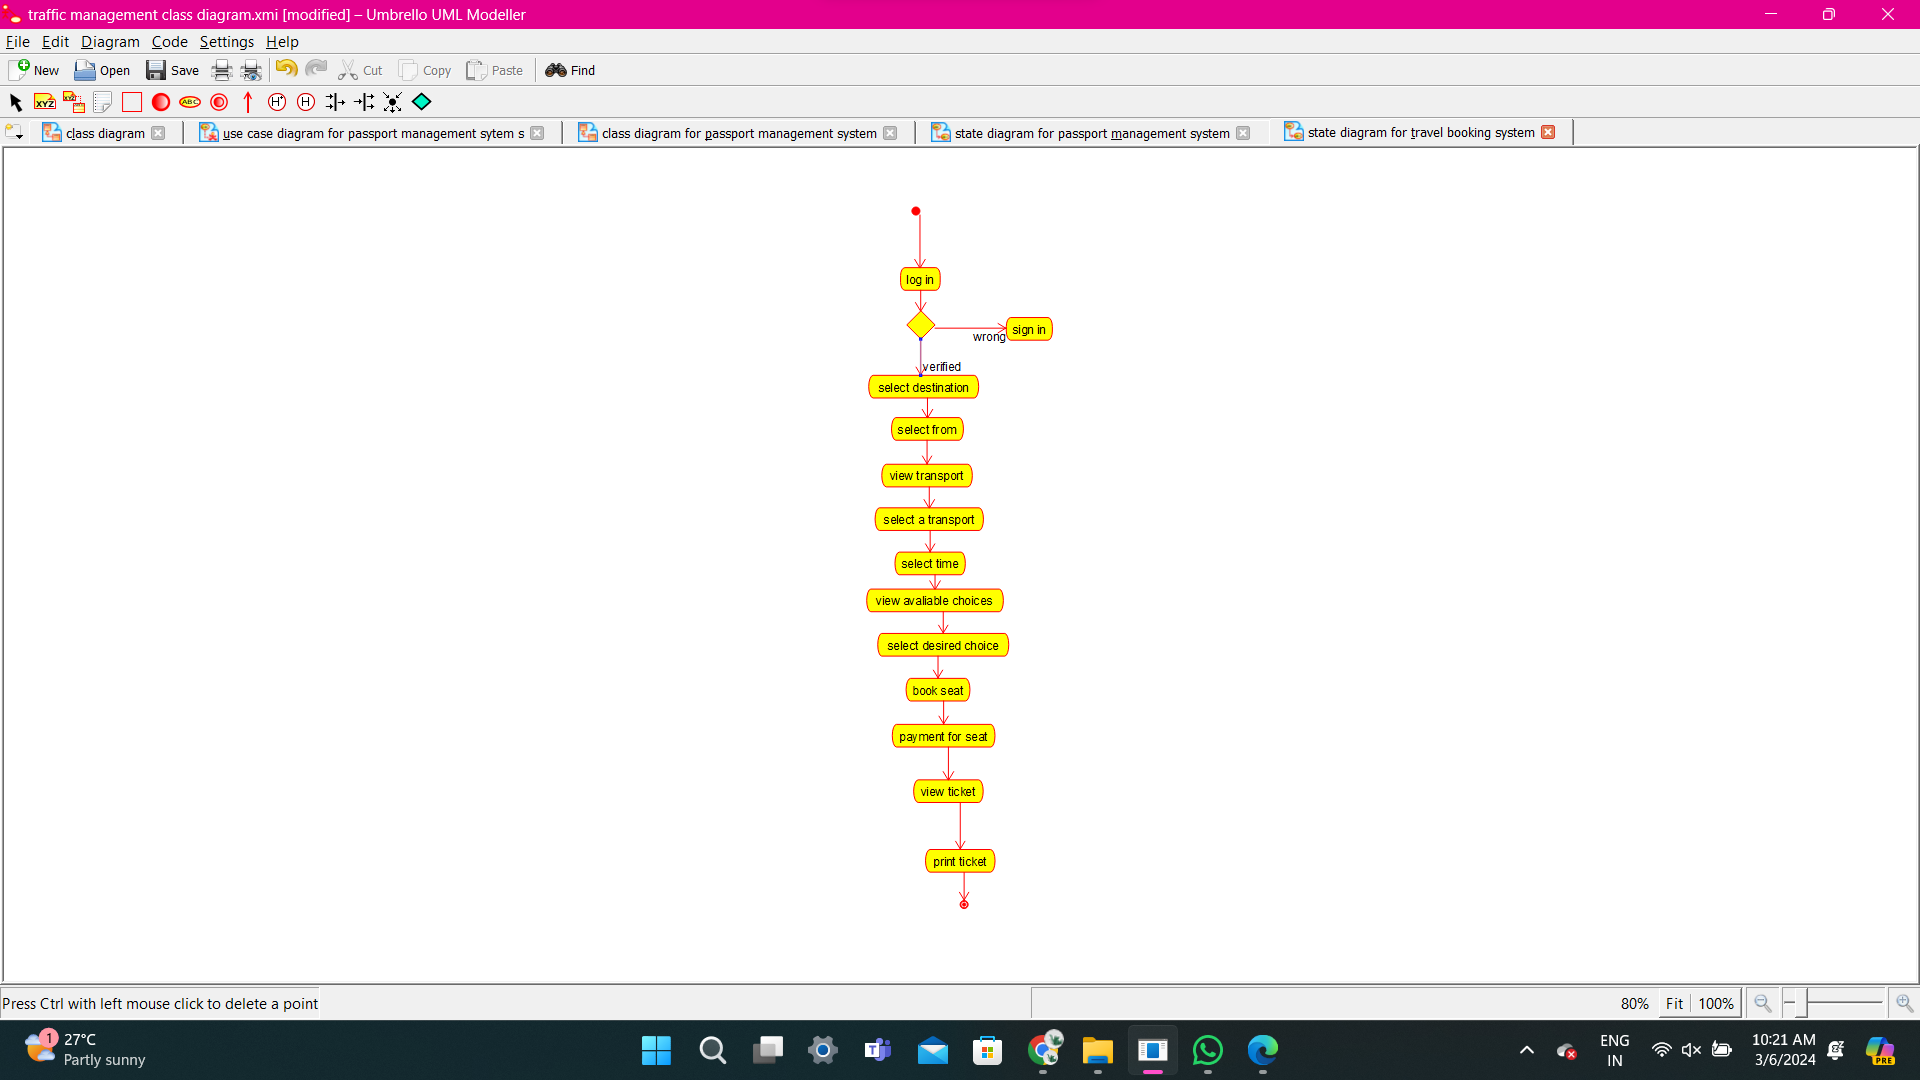 traffic management class diagram.xmi [modified] – Umbrello UML Modeller
File Edit Diagram Code Settings Help
New Open Save Cut Copy Paste Find
XYZ XYZ ABC H* H
class diagram use case diagram for passport management sytem s class diagram for passport management system state diagram for passport management system state diagram for travel booking system
log in
sign in
wrong
verified
select destination
select from
view transport
select a transport
select time
view avaliable choices
select desired choice
book seat
payment for seat
view ticket
print ticket
Press Ctrl with left mouse click to delete a point 80% Fit 100%
1 27°C
Partly sunny
ENG
IN
10:21 AM
3/6/2024
PRE